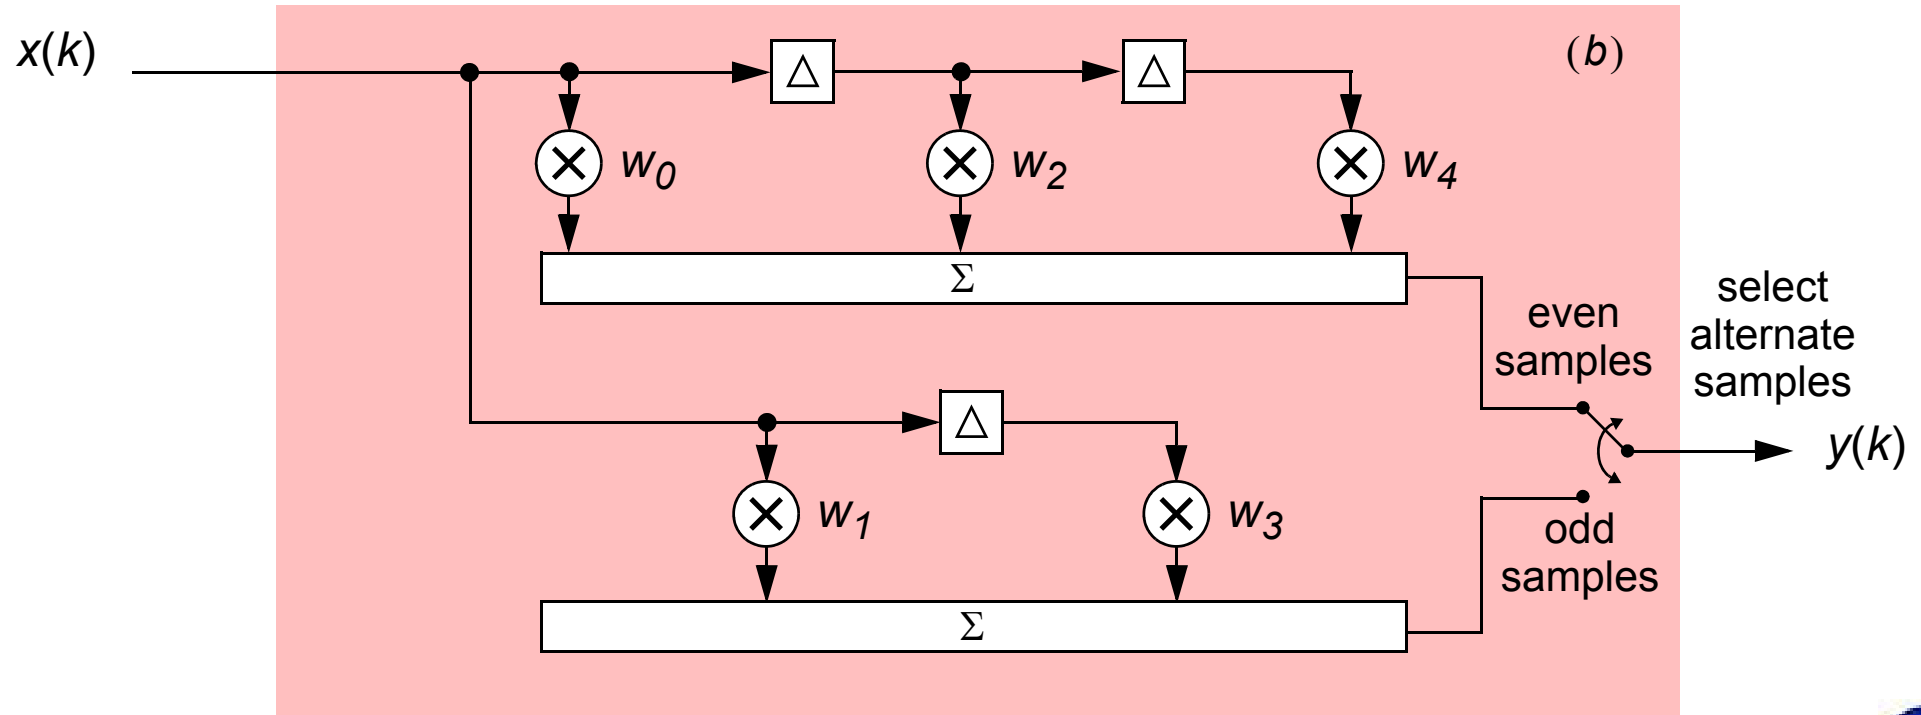 x(k)
(b)
△
△
w0
w2
w4
Σ
even
samples
select
alternate
samples
△
y(k)
w1
w3
odd
samples
Σ